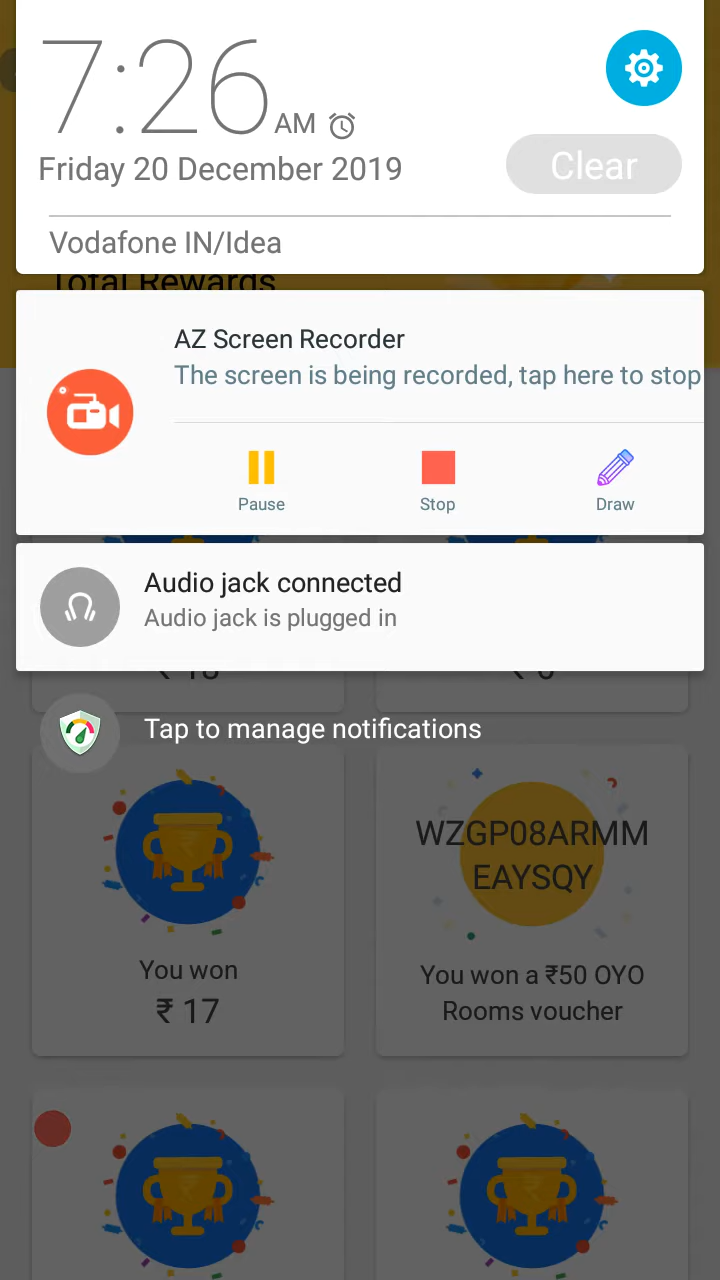 7:26 AM
Friday 20 December 2019
Clear
Vodafone IN/Idea
Total Rewards
AZ Screen Recorder
The screen is being recorded, tap here to stop
Pause Stop Draw
Audio jack connected
Audio jack is plugged in
Tap to manage notifications
WZGP08ARMM
EAYSQY
You won
₹ 17
You won a ₹50 OYO
Rooms voucher